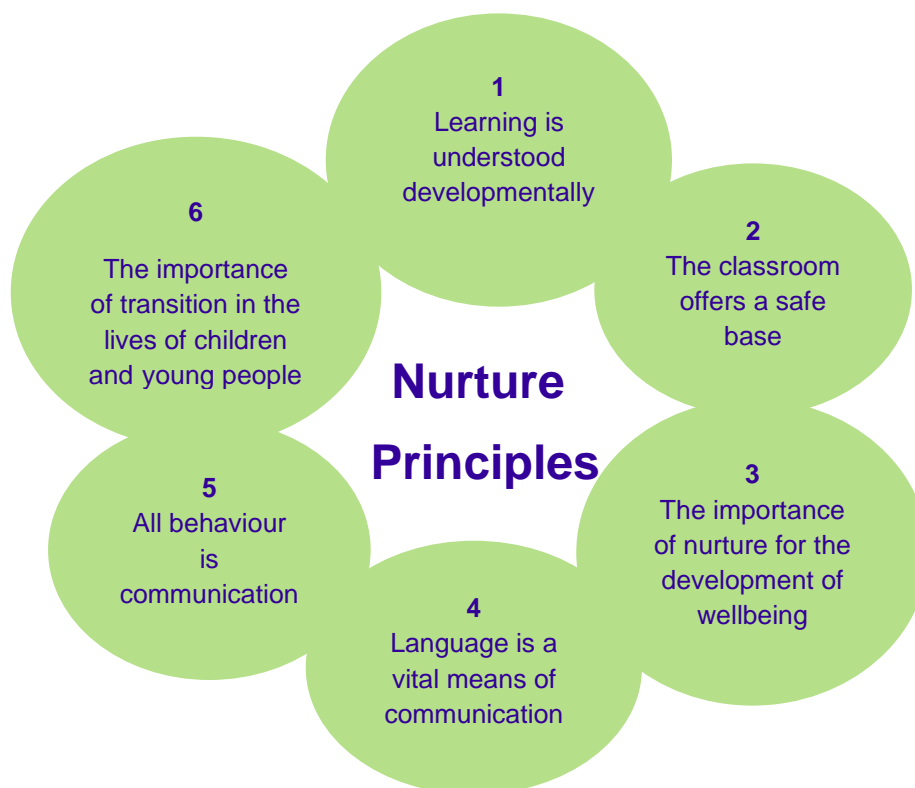 1
Learning is
understood
developmentally
2
The classroom
offers a safe
base
3
The importance
of nurture for the
development of
wellbeing
4
Language is a
vital means of
communication
5
All behaviour
is
communication
6
The importance
of transition in the
lives of children
and young people
Nurture
Principles